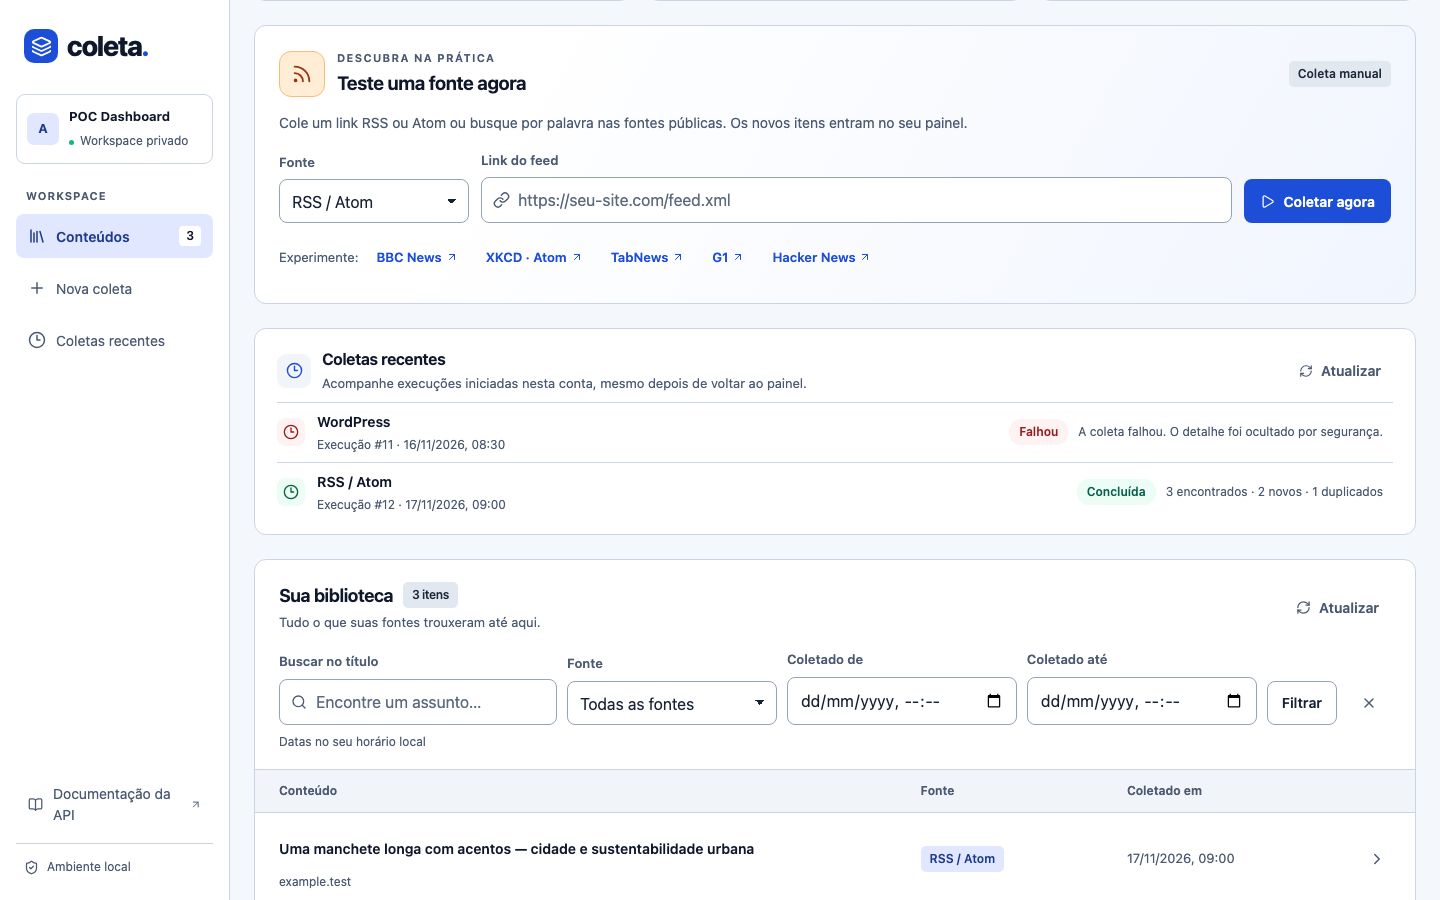 coleta.
A
POC Dashboard
Workspace privado
WORKSPACE
Conteúdos
3
Nova coleta
Coletas recentes
Documentação da
API
Ambiente local
DESCUBRA NA PRÁTICA
Teste uma fonte agora
Coleta manual
Cole um link RSS ou Atom ou busque por palavra nas fontes públicas. Os novos itens entram no seu painel.
Fonte
Link do feed
RSS / Atom
https://seu-site.com/feed.xml
Coletar agora
Experimente:
BBC News
XKCD · Atom
TabNews
G1
Hacker News
Coletas recentes
Acompanhe execuções iniciadas nesta conta, mesmo depois de voltar ao painel.
Atualizar
WordPress
Execução #11 · 16/11/2026, 08:30
Falhou
A coleta falhou. O detalhe foi ocultado por segurança.
RSS / Atom
Execução #12 · 17/11/2026, 09:00
Concluída
3 encontrados · 2 novos · 1 duplicados
Sua biblioteca
3 itens
Tudo o que suas fontes trouxeram até aqui.
Atualizar
Buscar no título
Fonte
Coletado de
Coletado até
Encontre um assunto...
Todas as fontes
dd/mm/yyyy, --:--
dd/mm/yyyy, --:--
Filtrar
Datas no seu horário local
Conteúdo
Fonte
Coletado em
Uma manchete longa com acentos — cidade e sustentabilidade urbana
example.test
RSS / Atom
17/11/2026, 09:00